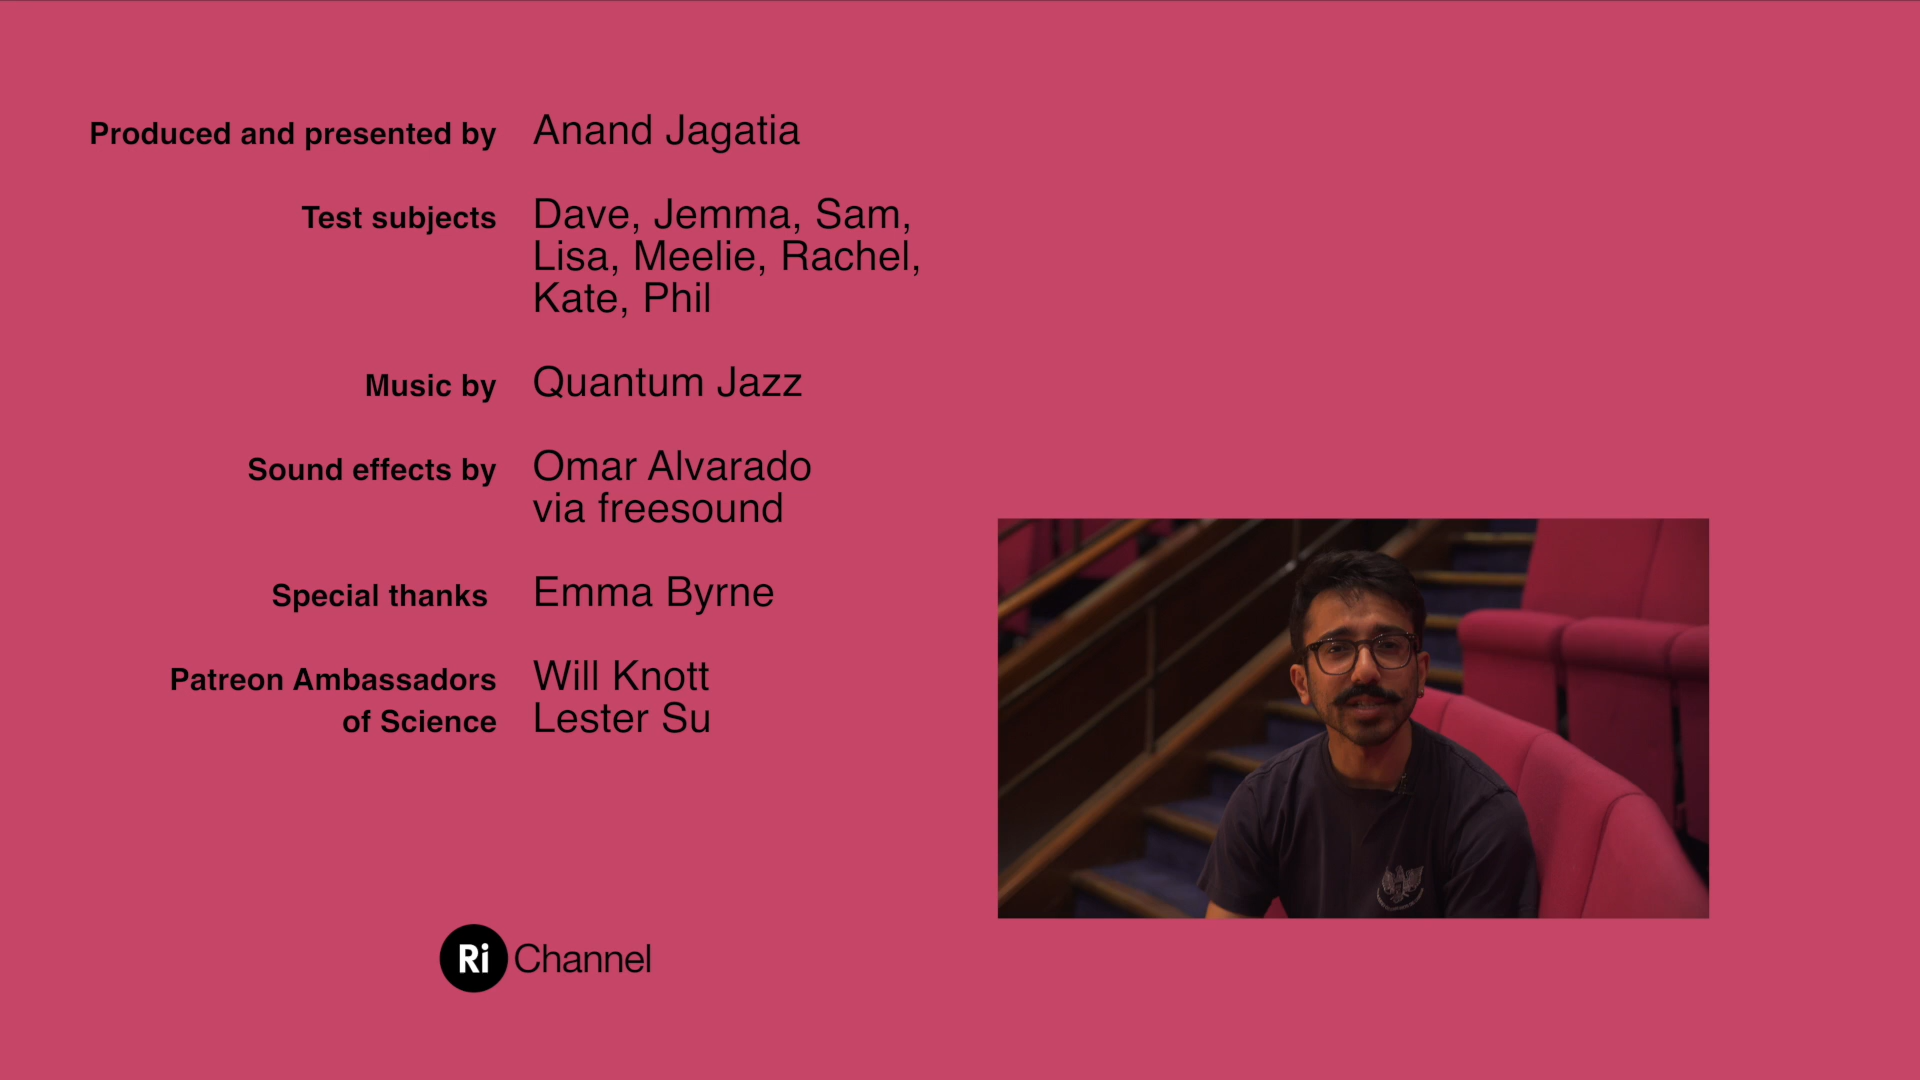 Produced and presented by Anand Jagatia
Test subjects Dave, Jemma, Sam,
Lisa, Meelie, Rachel,
Kate, Phil
Music by Quantum Jazz
Sound effects by Omar Alvarado
via freesound
Special thanks Emma Byrne
Patreon Ambassadors Will Knott
of Science Lester Su
Ri Channel